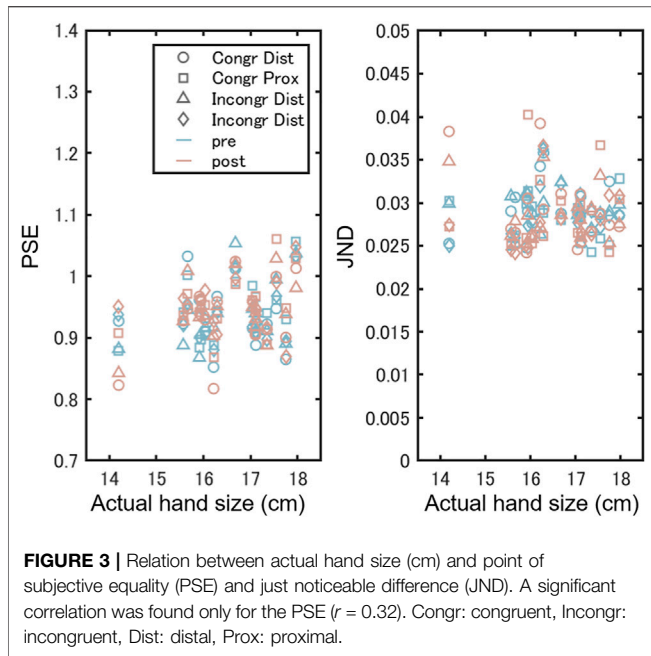 1.4
1.3
1.2
1.1
1
0.9
0.8
0.7
PSE
14 15 16 17 18
Actual hand size (cm)
Congr Dist
Congr Prox
Incongr Dist
Incongr Dist
pre
post
0.05
0.045
0.04
0.035
0.03
0.025
0.02
0.015
0.01
0.005
0
JND
14 15 16 17 18
Actual hand size (cm)
FIGURE 3 | Relation between actual hand size (cm) and point of
subjective equality (PSE) and just noticeable difference (JND). A significant
correlation was found only for the PSE (r = 0.32). Congr: congruent, Incongr:
incongruent, Dist: distal, Prox: proximal.